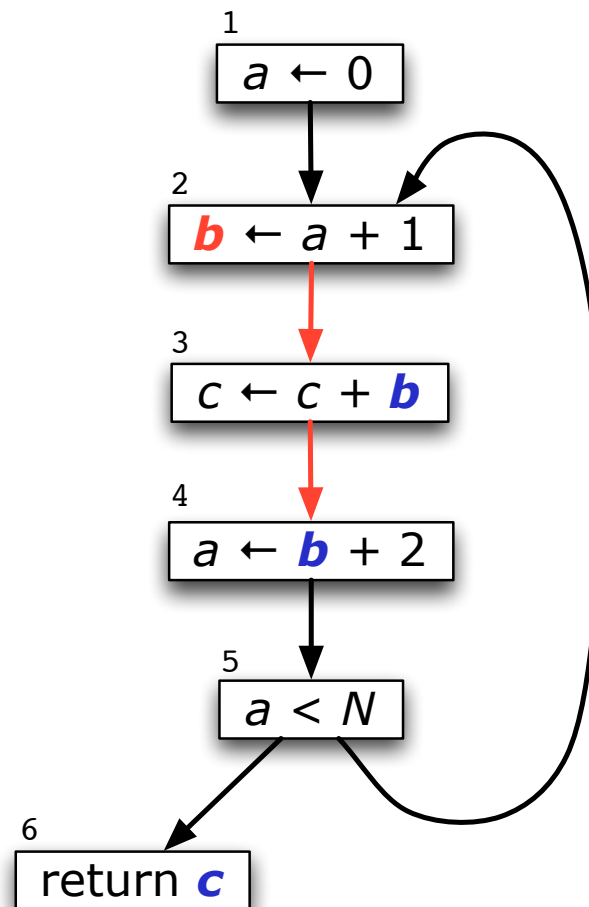 1
a ← 0
2
b ← a + 1
3
c ← c + b
4
a ← b + 2
5
a < N
6
return c